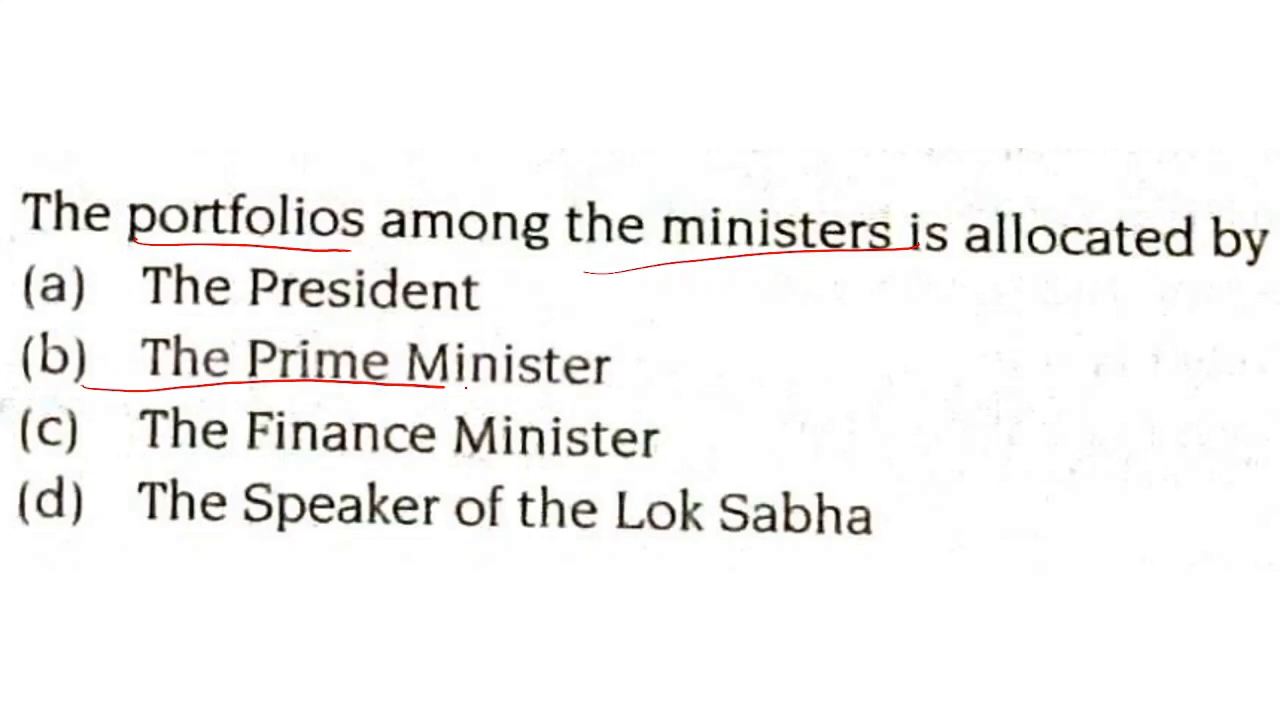 The portfolios among the ministers is allocated by
(a) The President
(b) The Prime Minister
(c) The Finance Minister
(d) The Speaker of the Lok Sabha